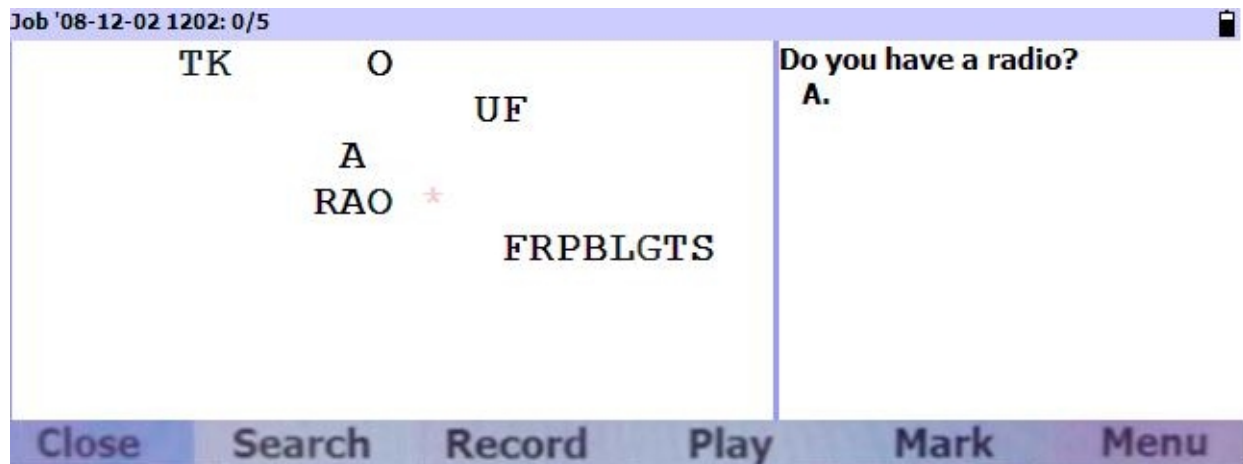 Job '08-12-02 1202: 0/5
TK O
UF
A
RAO *
FRPBLGTS
Do you have a radio?
A.
Close Search Record Play Mark Menu